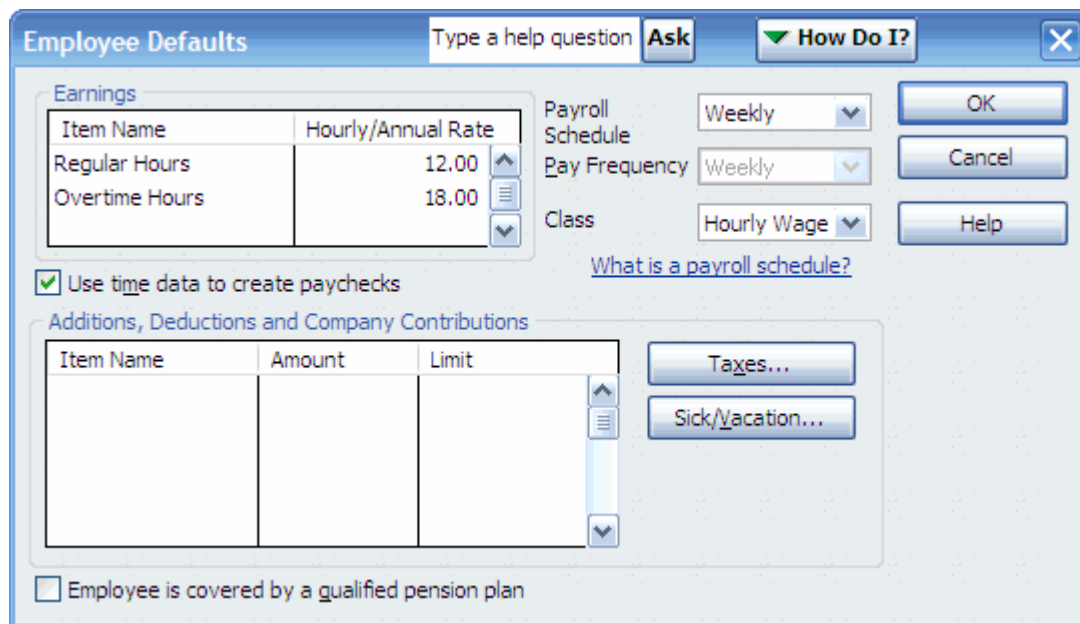 Employee Defaults
Type a help question Ask
How Do I?
Earnings
Item Name Hourly/Annual Rate
Regular Hours 12.00
Overtime Hours 18.00
Use time data to create paychecks
Payroll
Schedule
Weekly
Pay Frequency Weekly
Class Hourly Wage
What is a payroll schedule?
OK
Cancel
Help
Additions, Deductions and Company Contributions
Item Name Amount Limit
Taxes...
Sick/Vacation...
Employee is covered by a qualified pension plan